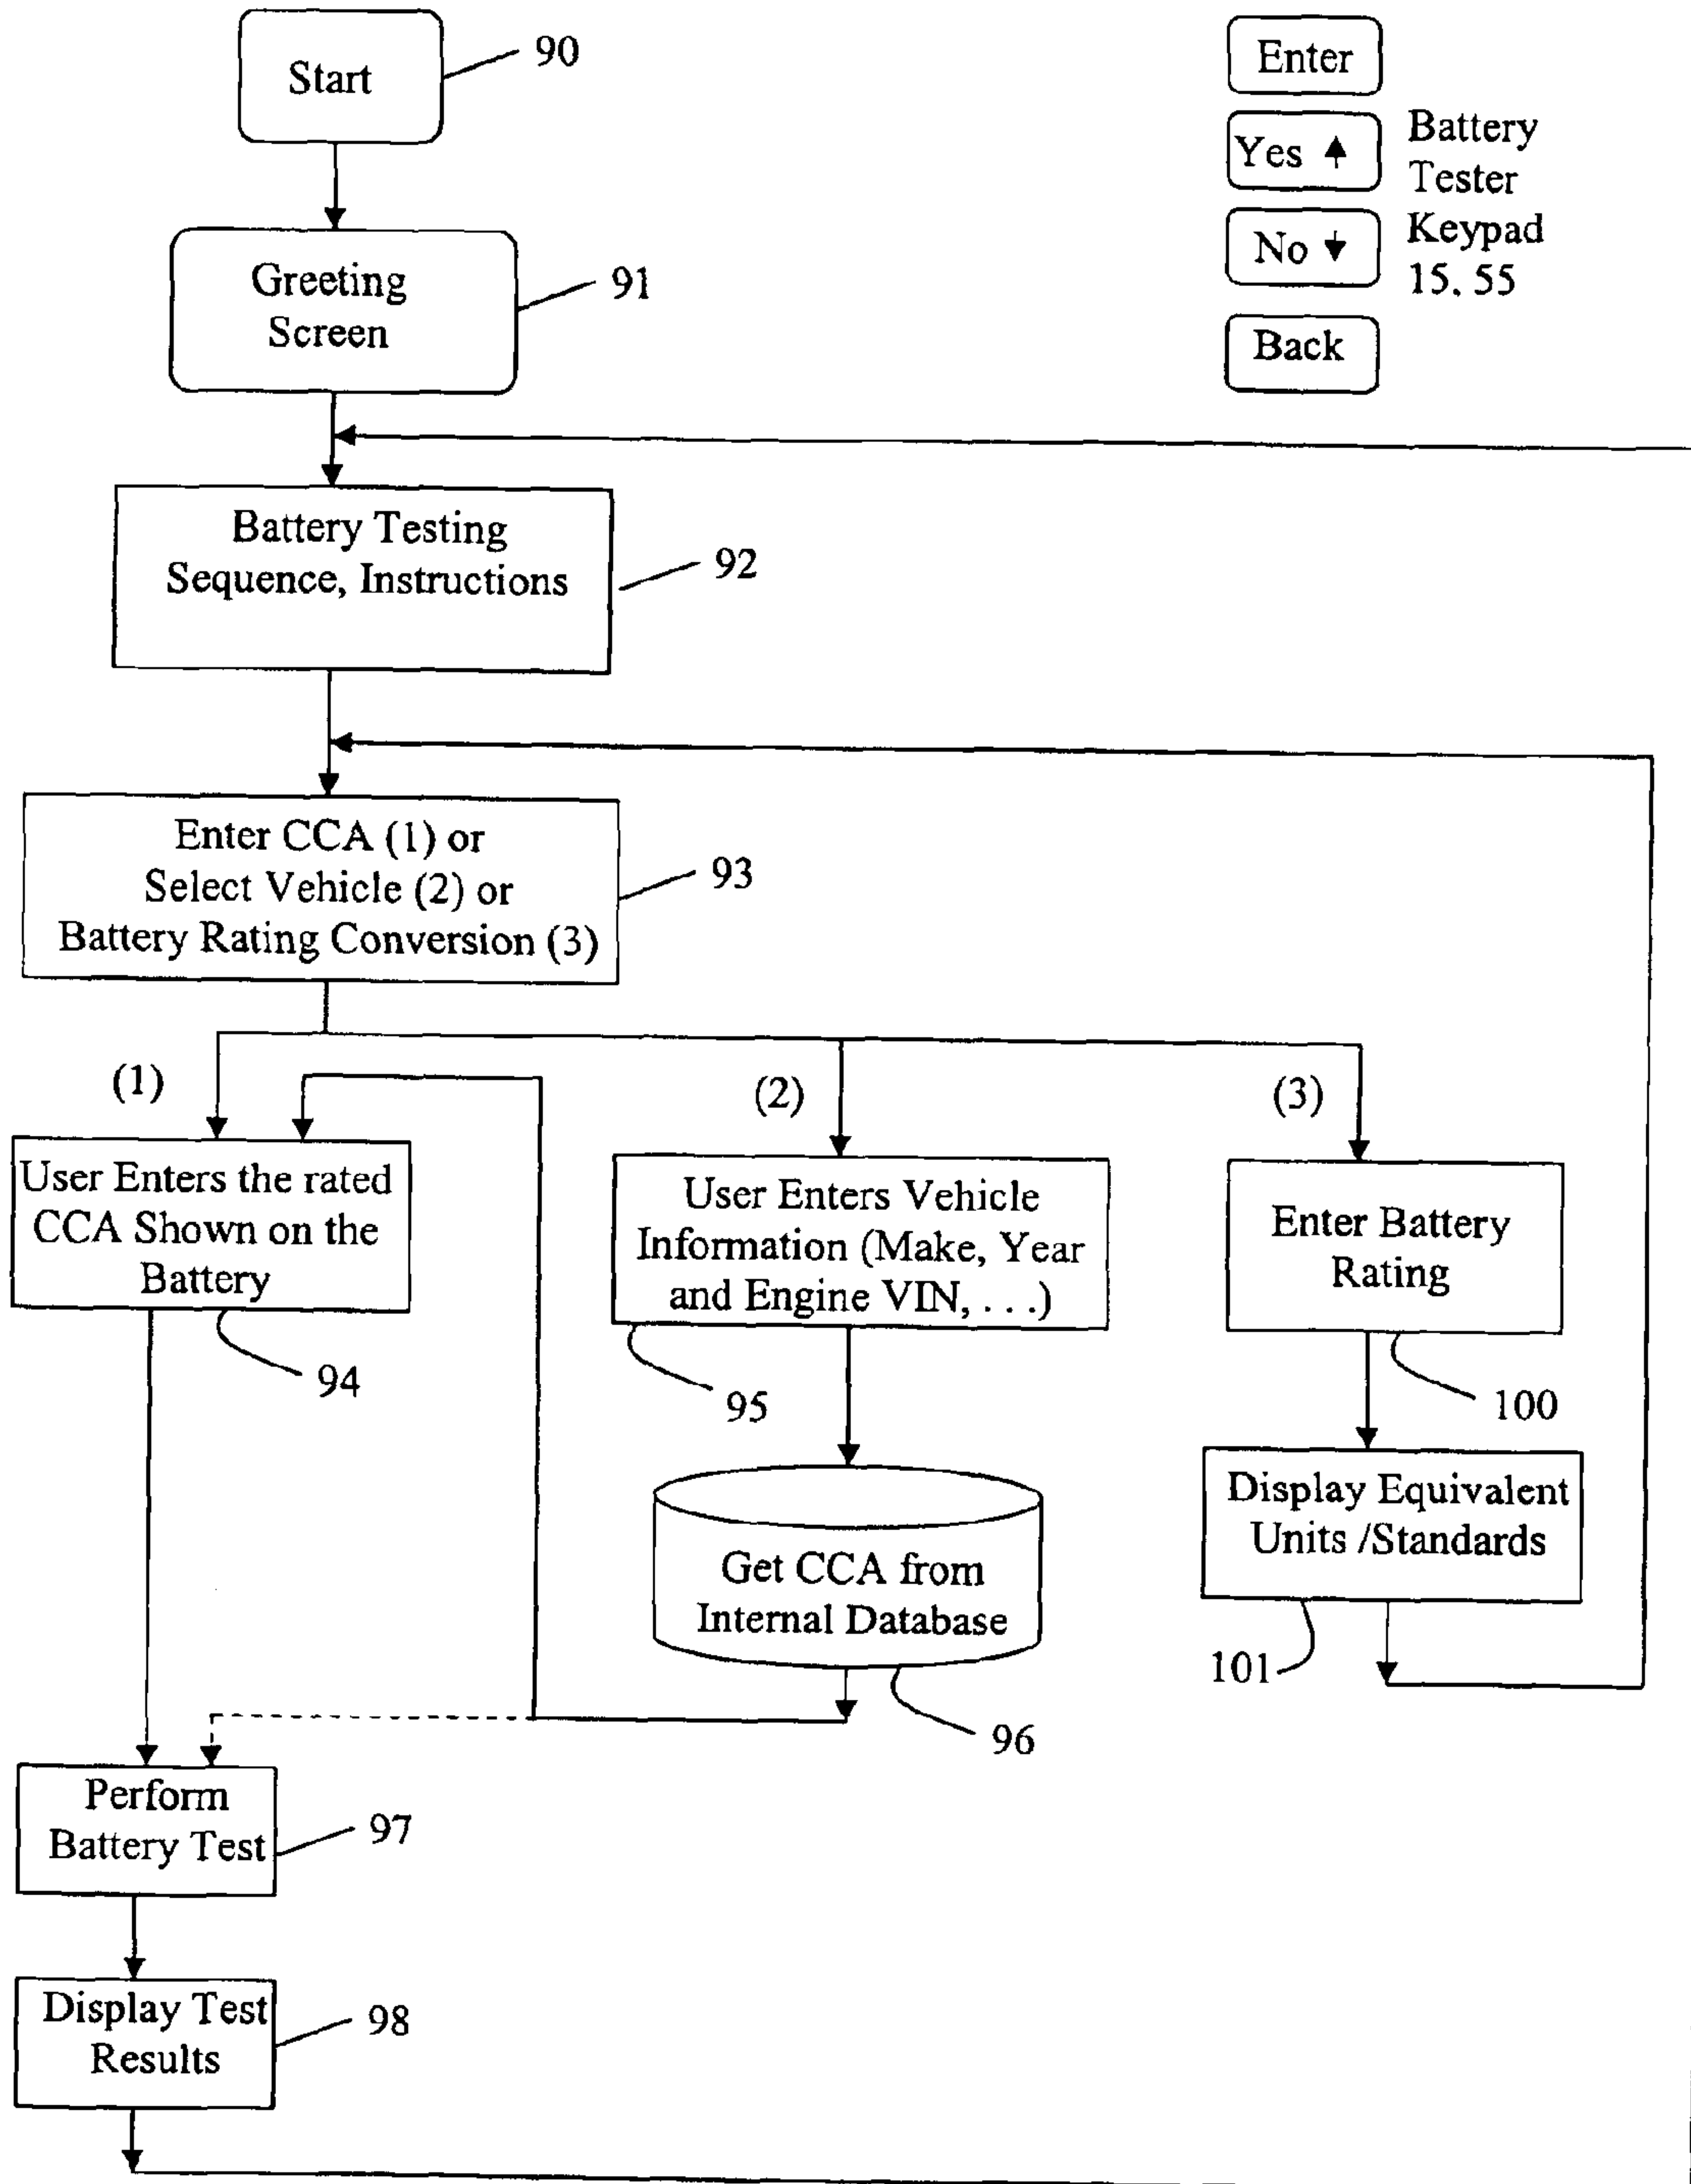 Start
90
Enter
Yes
No
Back
Battery
Tester
Keypad
15, 55
Greeting
Screen
91
Battery Testing
Sequence, Instructions
92
Enter CCA (1) or
Select Vehicle (2) or
Battery Rating Conversion (3)
93
(1)
(2)
(3)
User Enters the rated
CCA Shown on the
Battery
94
User Enters Vehicle
Information (Make, Year
and Engine VIN, . . .)
95
Enter Battery
Rating
100
Get CCA from
Internal Database
96
Display Equivalent
Units /Standards
101
Perform
Battery Test
97
Display Test
Results
98